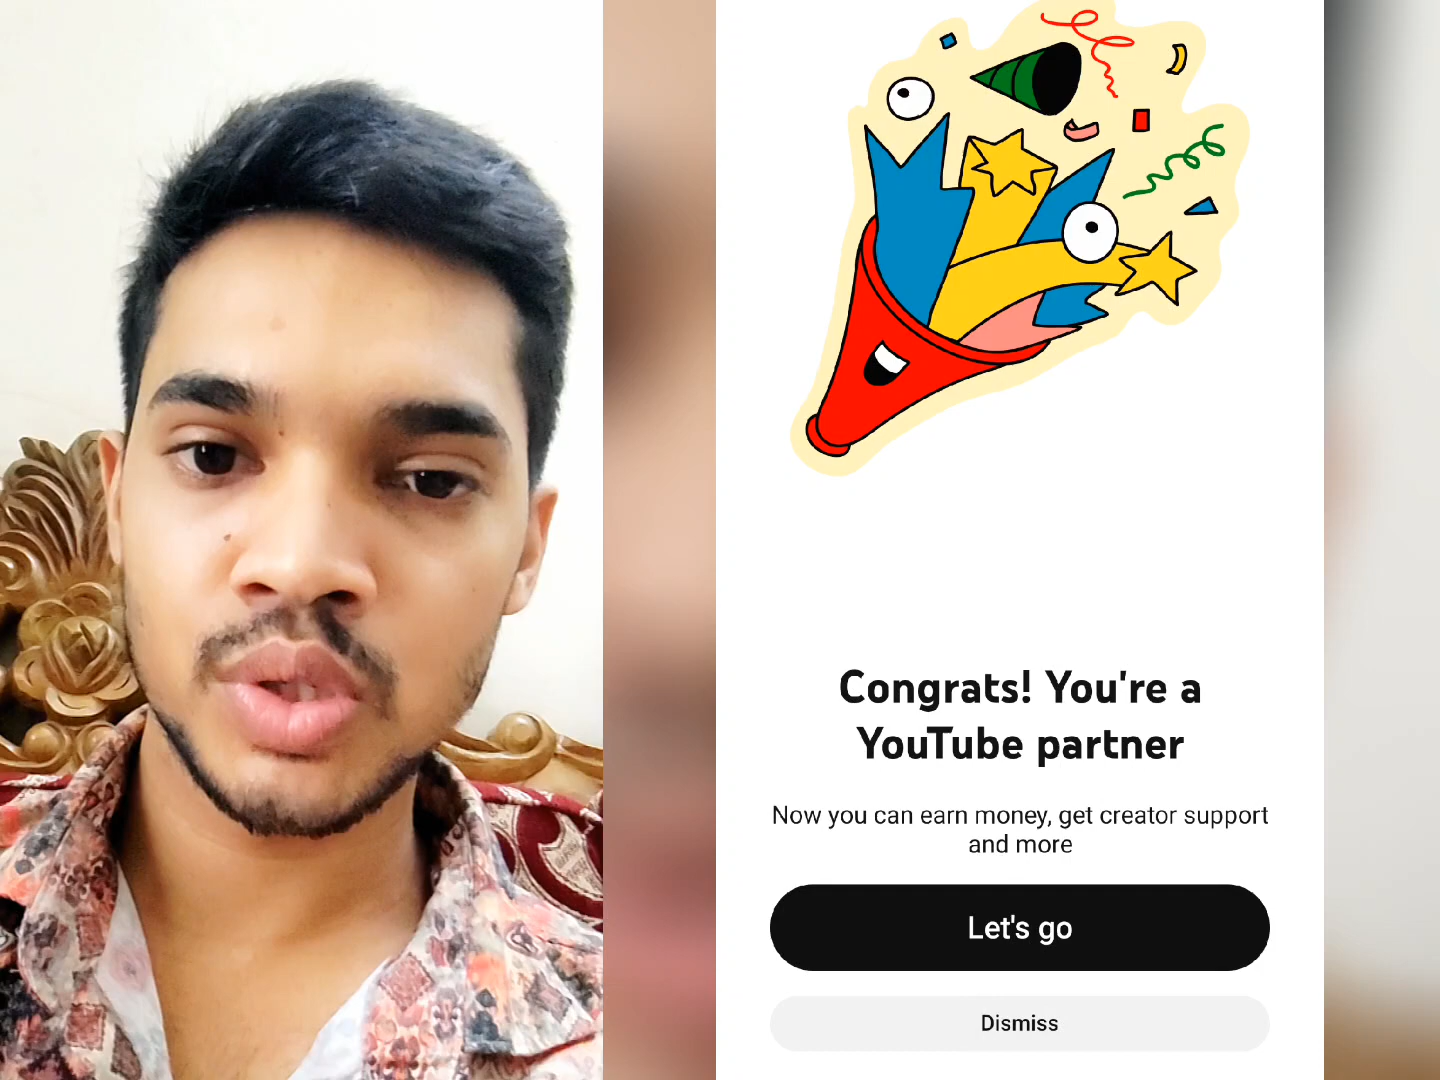 Congrats! You're a
YouTube partner
Now you can earn money, get creator support
and more
Let's go
Dismiss